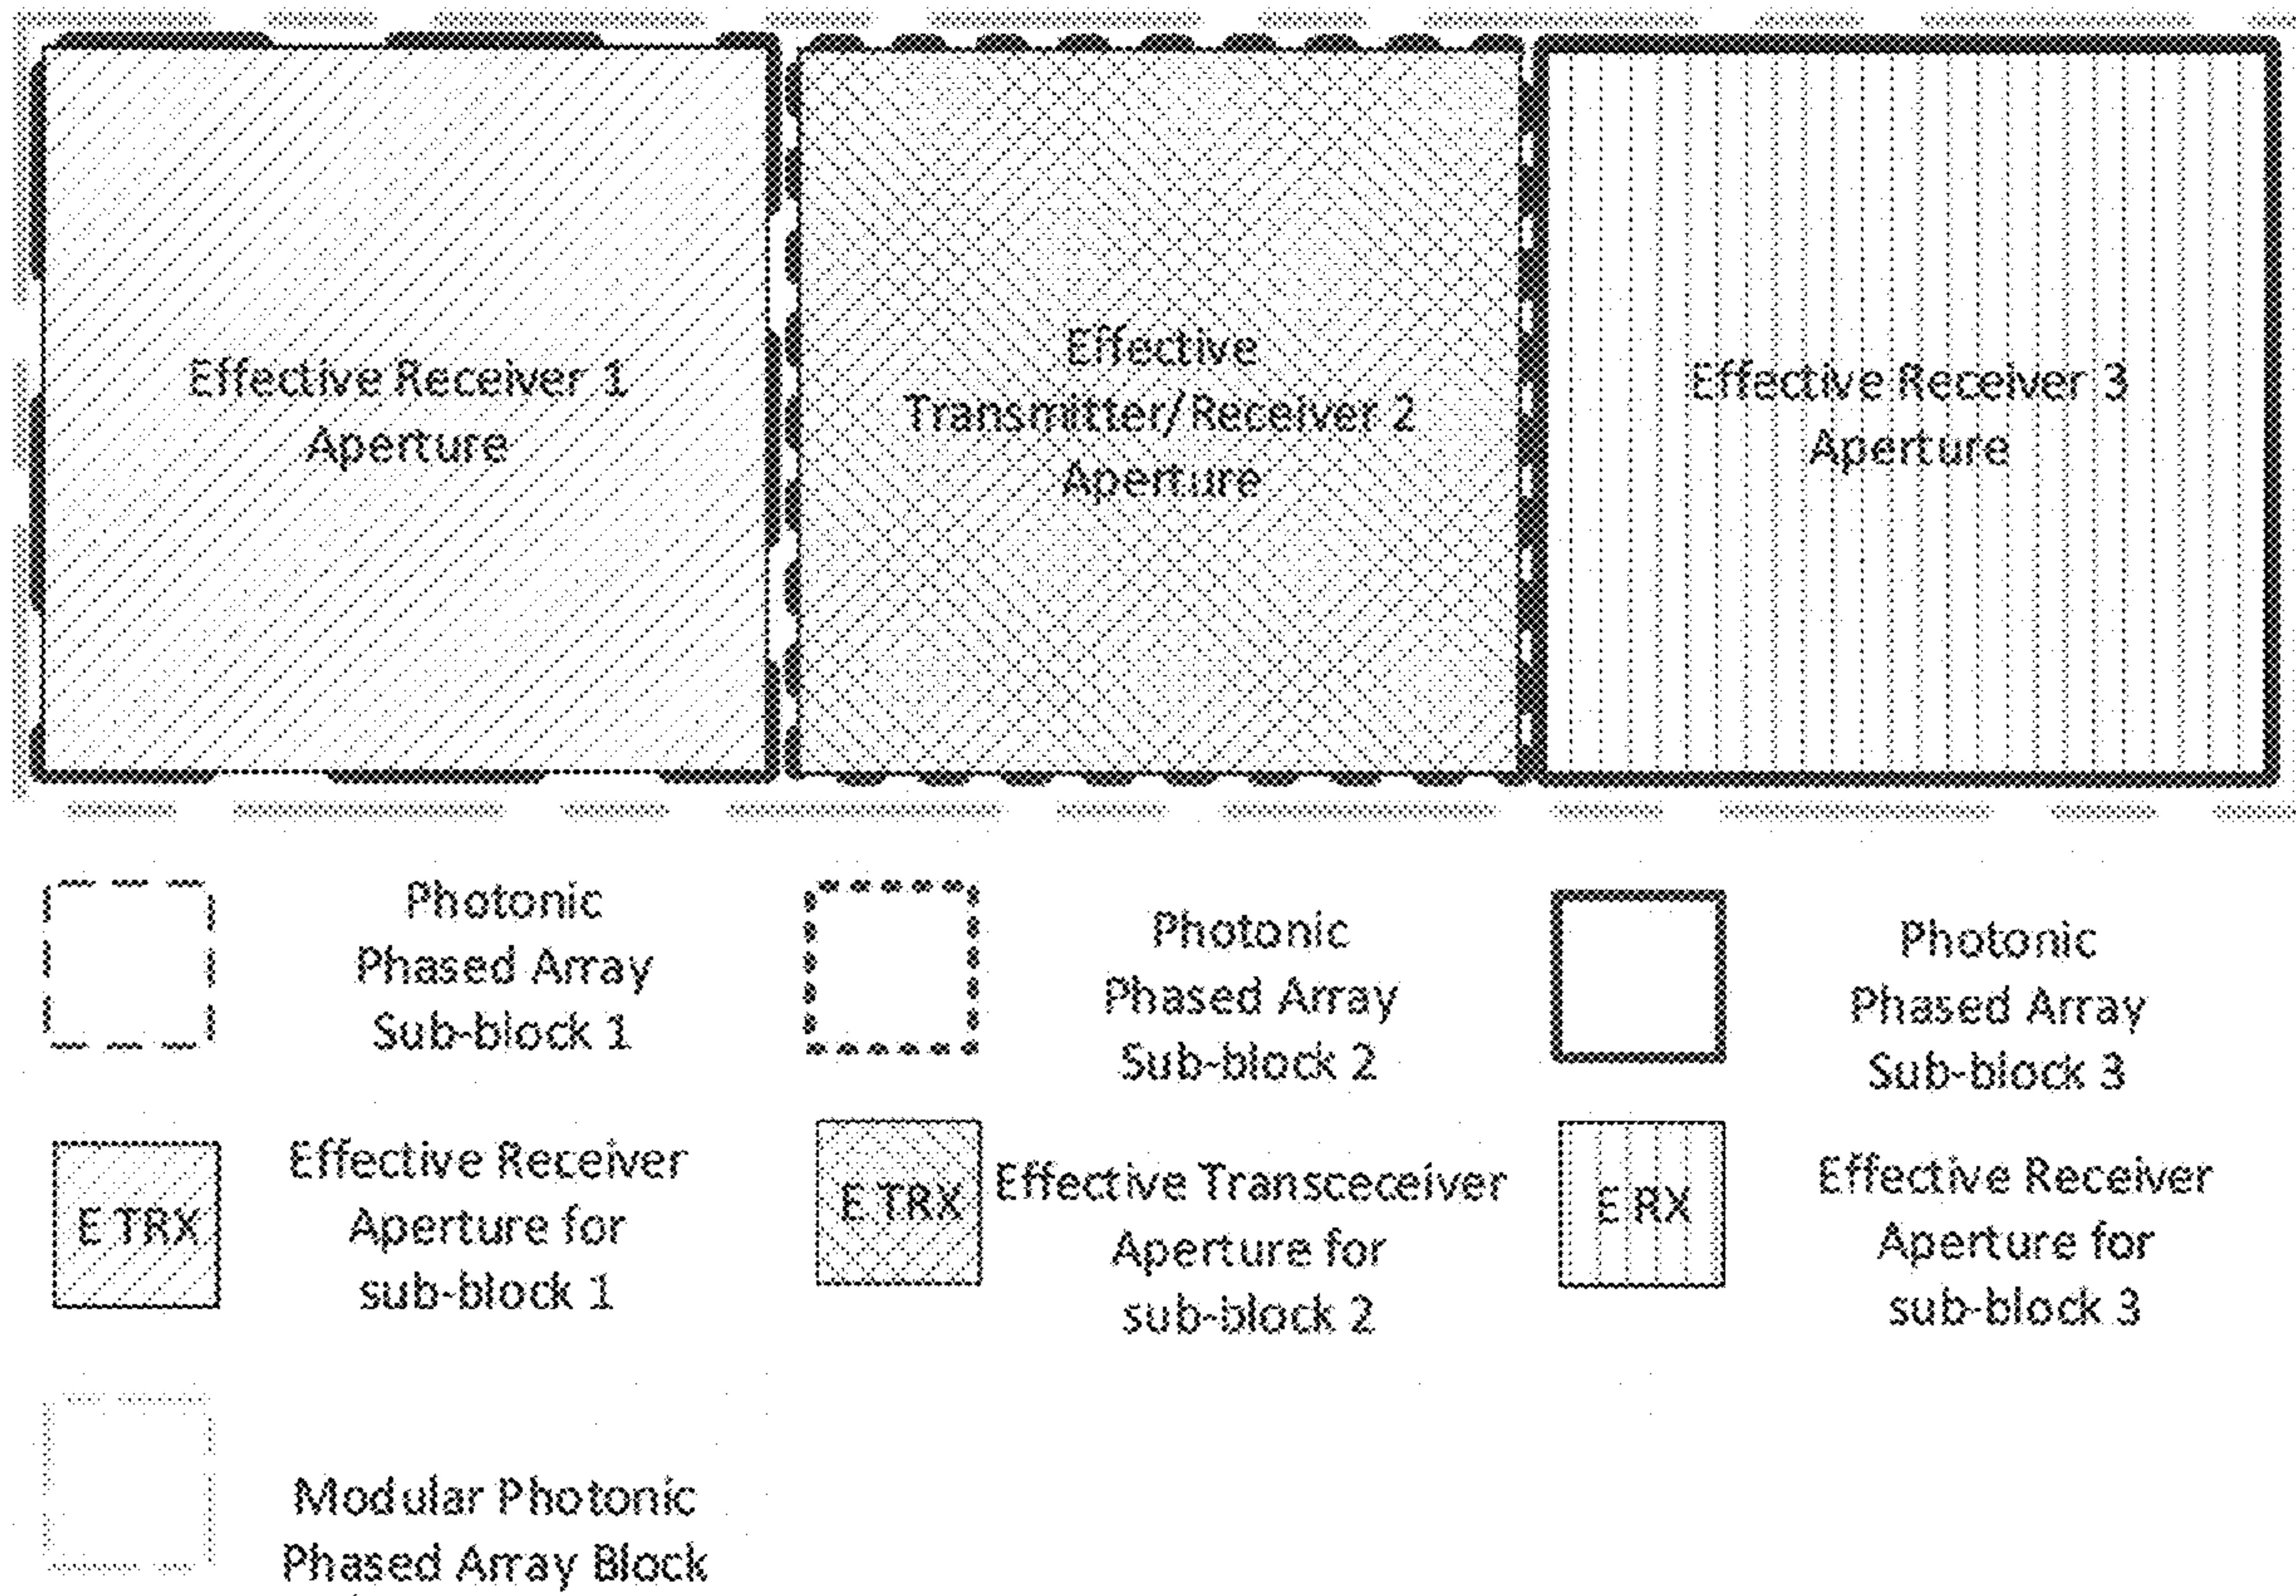 Effective Receiver 1
Aperture
Effective
Transmitter/Receiver 2
Aperture
Effective Receiver 3
Aperture
Photonic
Phased Array
Sub-block 1
Photonic
Phased Array
Sub-block 2
Photonic
Phased Array
Sub-block 3
E TRX
Effective Receiver
Aperture for
sub-block 1
E TRX
Effective Transceceiver
Aperture for
sub-block 2
E RX
Effective Receiver
Aperture for
sub-block 3
Modular Photonic
Phased Array Block